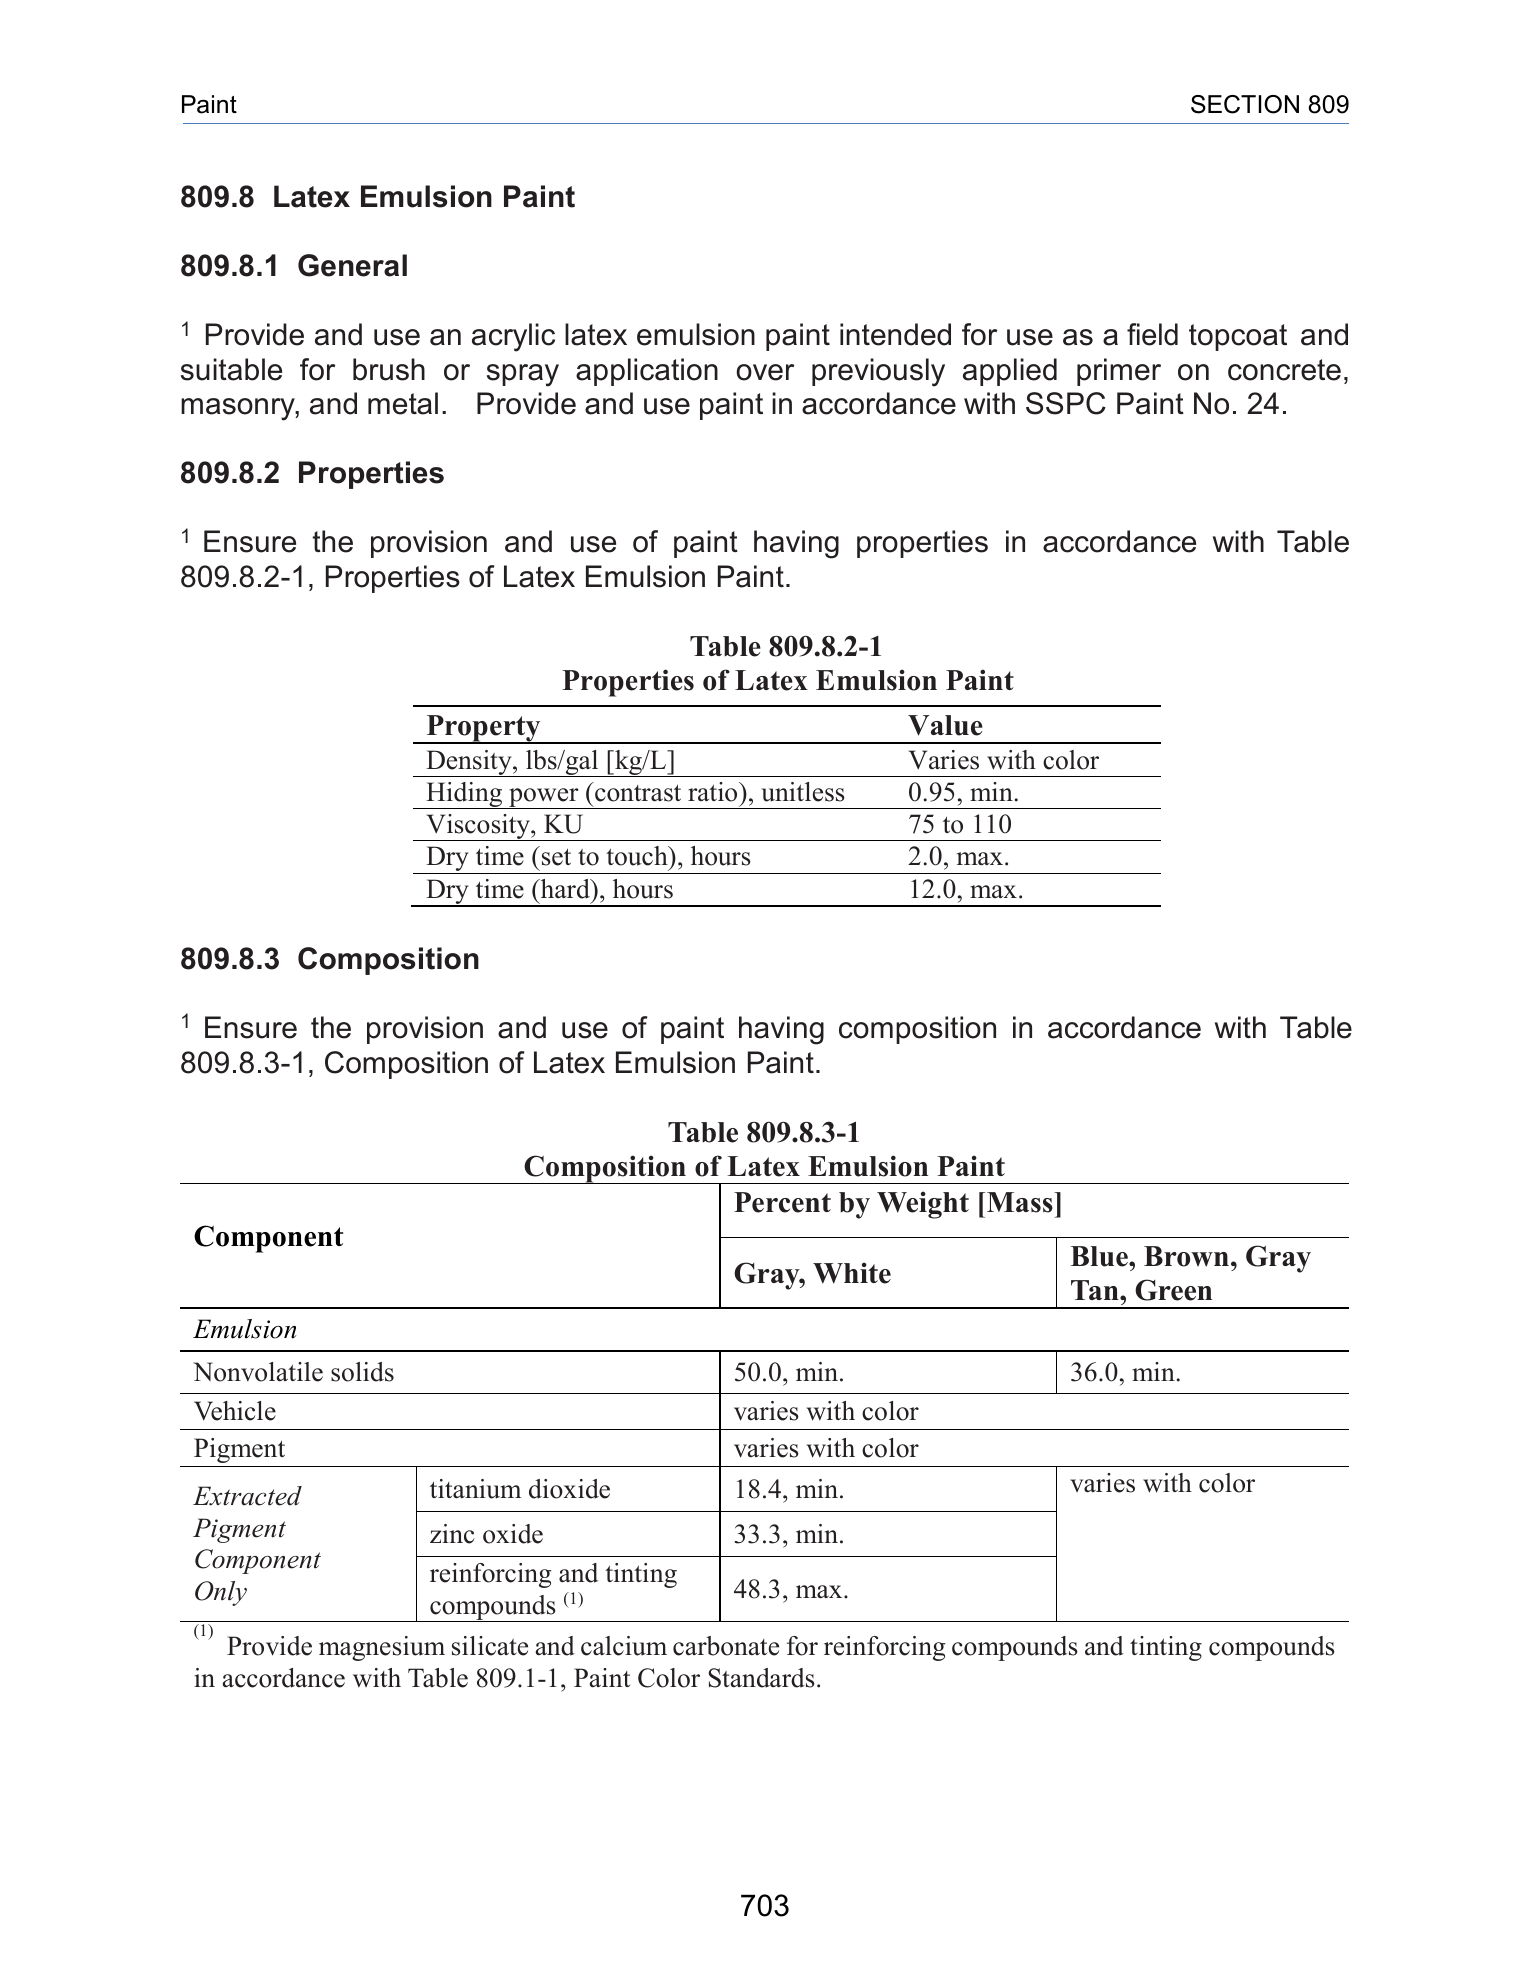 Paint SECTION 809
809.8 Latex Emulsion Paint
809.8.1 General
1 Provide and use an acrylic latex emulsion paint intended for use as a field topcoat and
suitable for brush or spray application over previously applied primer on concrete,
masonry, and metal. Provide and use paint in accordance with SSPC Paint No. 24.
809.8.2 Properties
1 Ensure the provision and use of paint having properties in accordance with Table
809.8.2-1, Properties of Latex Emulsion Paint.
Table 809.8.2-1
Properties of Latex Emulsion Paint
Property Value
Density, lbs/gal [kg/L] Varies with color
Hiding power (contrast ratio), unitless 0.95, min.
Viscosity, KU 75 to 110
Dry time (set to touch), hours 2.0, max.
Dry time (hard), hours 12.0, max.
809.8.3 Composition
1 Ensure the provision and use of paint having composition in accordance with Table
809.8.3-1, Composition of Latex Emulsion Paint.
Table 809.8.3-1
Composition of Latex Emulsion Paint
Component
Percent by Weight [Mass]
Gray, White
Blue, Brown, Gray
Tan, Green
Emulsion
Nonvolatile solids 50.0, min. 36.0, min.
Vehicle varies with color
Pigment varies with color
Extracted
Pigment
Component
Only
titanium dioxide 18.4, min. varies with color
zinc oxide 33.3, min.
reinforcing and tinting
compounds (1)
48.3, max.
(1) Provide magnesium silicate and calcium carbonate for reinforcing compounds and tinting compounds
in accordance with Table 809.1-1, Paint Color Standards.
703